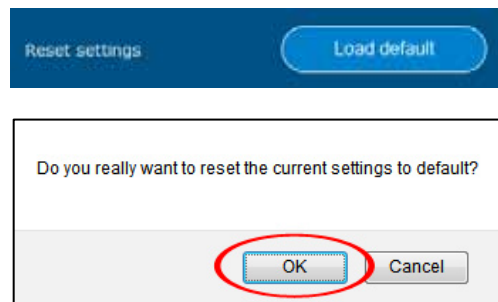 Reset settings
Load default
Do you really want to reset the current settings to default?
OK
Cancel